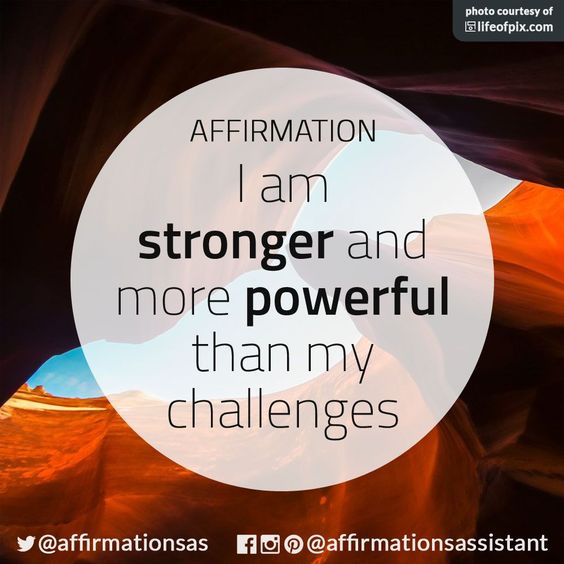 photo courtesy of
lifeofpix.com
AFFIRMATION
I am
stronger and
more powerful
than my
challenges
@affirmationsas @affirmationsassistant